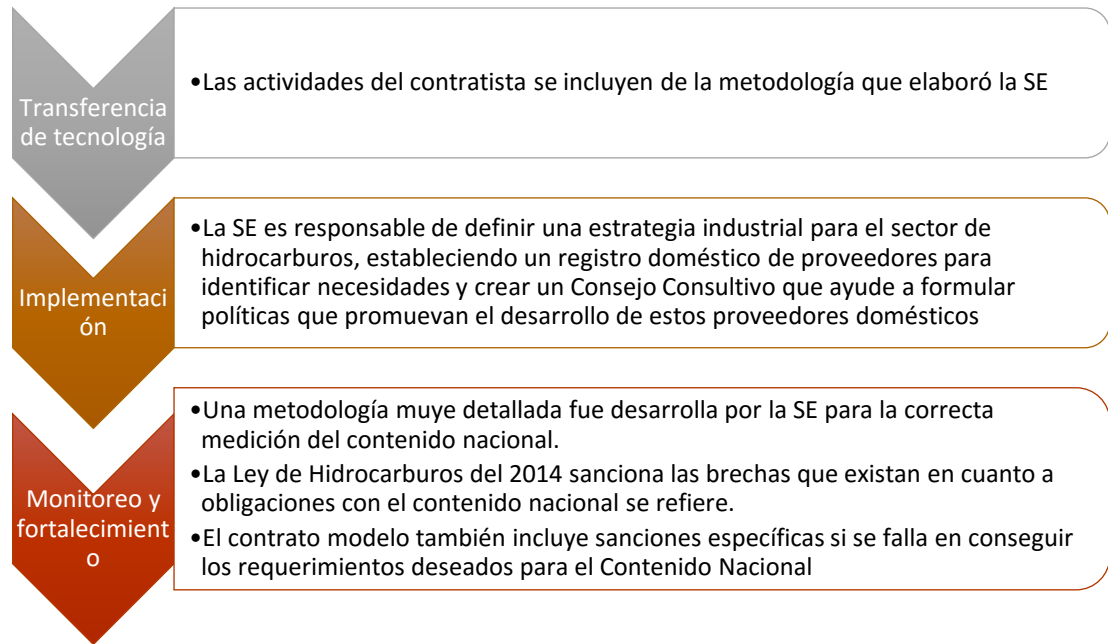 Transferencia
de tecnología
•Las actividades del contratista se incluyen de la metodología que elaboró la SE
Implementaci
ón
•La SE es responsable de definir una estrategia industrial para el sector de
hidrocarburos, estableciendo un registro doméstico de proveedores para
identificar necesidades y crear un Consejo Consultivo que ayude a formular
políticas que promuevan el desarrollo de estos proveedores domésticos
Monitoreo y
fortalecimient
o
•Una metodología muye detallada fue desarrolla por la SE para la correcta
medición del contenido nacional.
•La Ley de Hidrocarburos del 2014 sanciona las brechas que existan en cuanto a
obligaciones con el contenido nacional se refiere.
•El contrato modelo también incluye sanciones específicas si se falla en conseguir
los requerimientos deseados para el Contenido Nacional